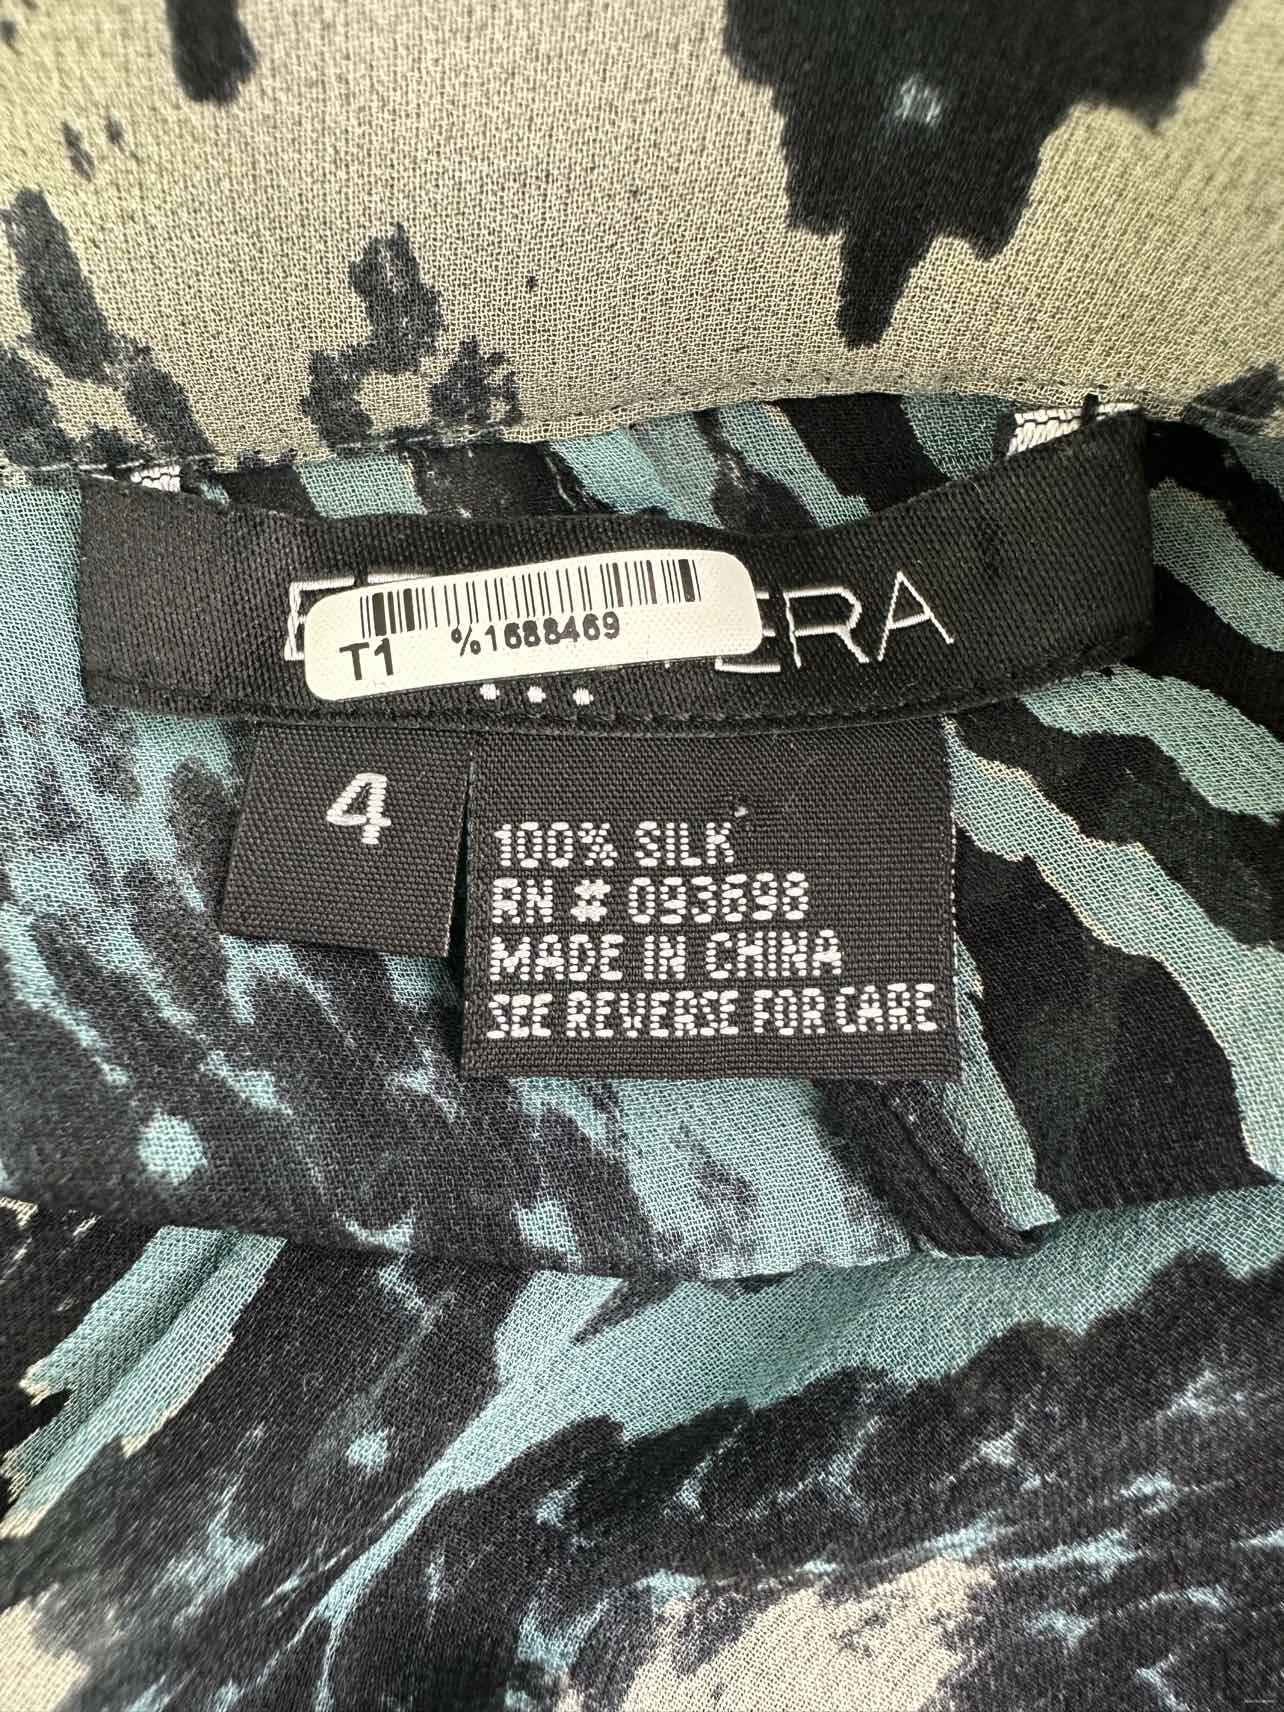 ERA
T1 %1688469
4
100% SILK
RN # 093698
MADE IN CHINA
SEE REVERSE FOR CARE